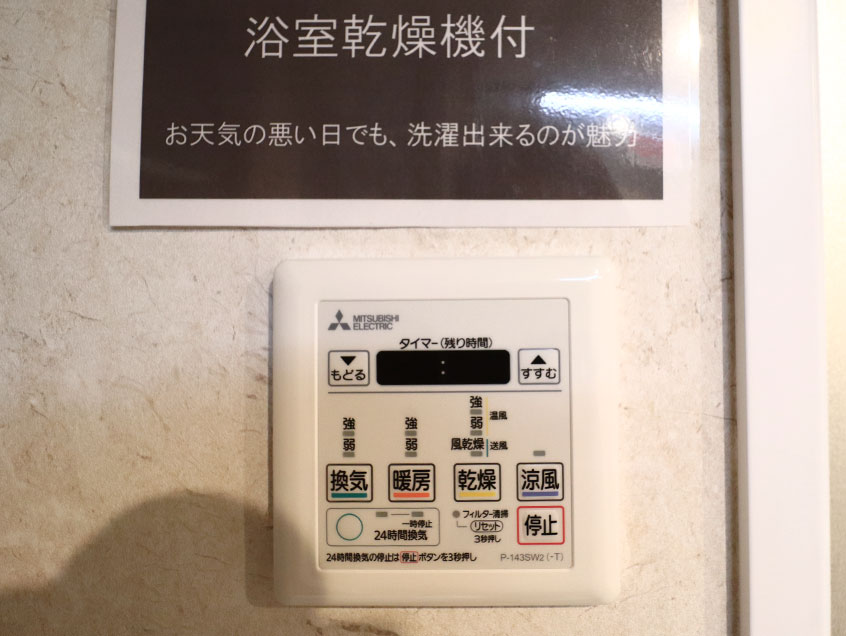 浴室乾燥機付
お天気の悪い日でも、洗濯出来るのが魅力
MITSUBISHI
ELECTRIC
タイマー(残り時間)
▼
もどる
:
▲
すすむ
強
弱
強
弱
強
弱
温風
風乾燥
送風
換気
暖房
乾燥
涼風
一時停止
24時間換気
フィルター清掃
リセット
3秒押し
停止
24時間換気の停止は 停止 ボタンを3秒押し
P-143SW2(-T)